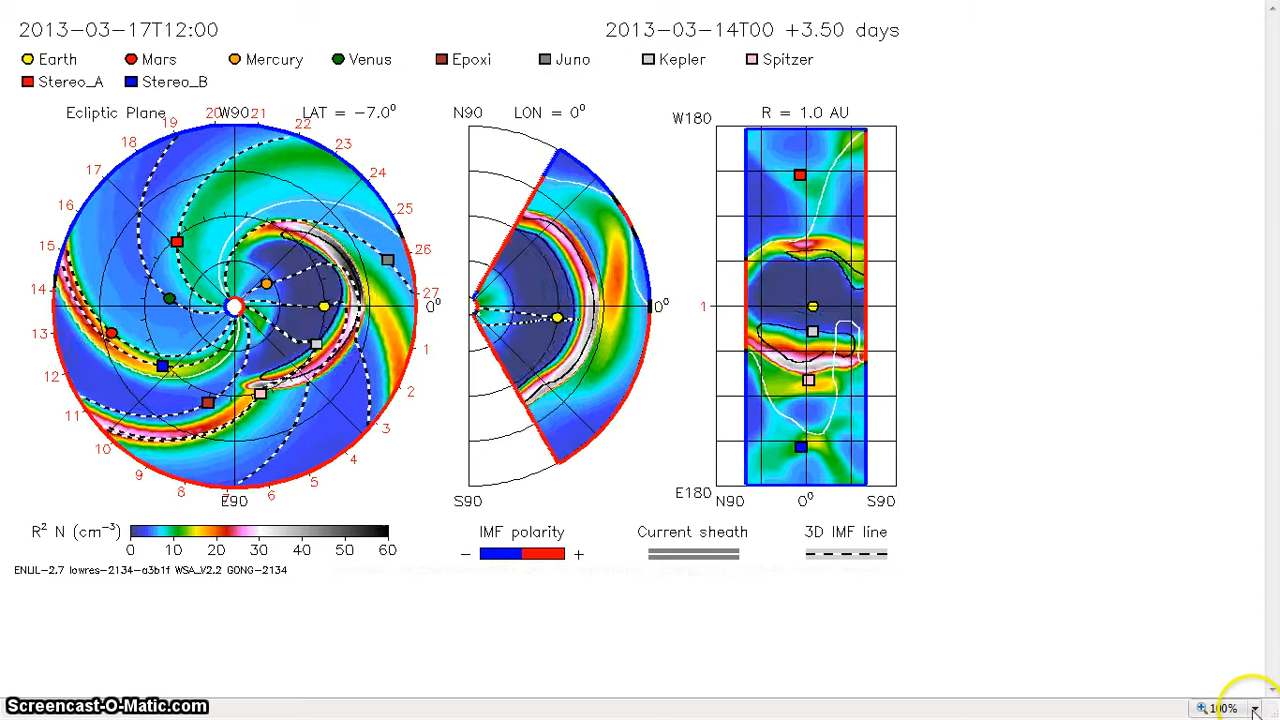 2013-03-17T12:00
2013-03-14T00 +3.50 days
Earth Mars Mercury Venus Epoxi Juno Kepler Spitzer
Stereo_A Stereo_B
Ecliptic Plane W90 LAT = -7.0°
N90 LON = 0°
W180 R = 1.0 AU
20 21
19 22
18 23
17 24
16 25
15 26
14 27 0°
13 1
12 2
11 3
10 4
9 5
8 6
E90
0°
S90
1
E180 N90 0° S90
R² N (cm⁻³)
0 10 20 30 40 50 60
IMF polarity
- +
Current sheath
3D IMF line
ENLIL-2.7 lowres-2134-a3b1f WSA_V2.2 GONG-2134
Screencast-O-Matic.com
100%